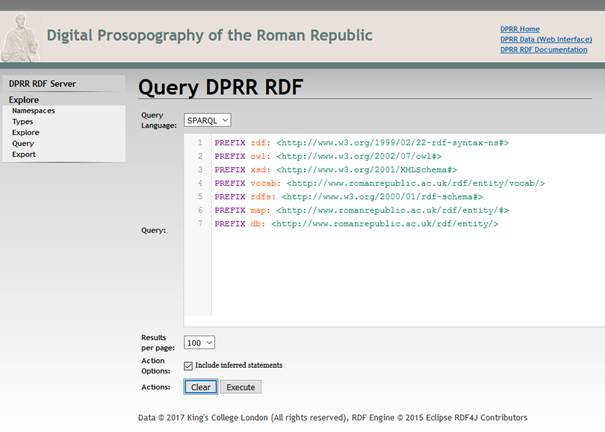 Digital Prosopography of the Roman Republic
DPRR Home
DPRR Data (Web Interface)
DPRR RDF Documentation
DPRR RDF Server
Explore
Namespaces
Types
Explore
Query
Export
Query DPRR RDF
Query Language: SPARQL
Query:
1 PREFIX rdf: <http://www.w3.org/1999/02/22-rdf-syntax-ns#>
2 PREFIX owl: <http://www.w3.org/2002/07/owl#>
3 PREFIX xsd: <http://www.w3.org/2001/XMLSchema#>
4 PREFIX vocab: <http://www.romanrepublic.ac.uk/rdf/entity/vocab/>
5 PREFIX rdfs: <http://www.w3.org/2000/01/rdf-schema#>
6 PREFIX map: <http://www.romanrepublic.ac.uk/rdf/entity/#>
7 PREFIX db: <http://www.romanrepublic.ac.uk/rdf/entity/>
Results per page: 100
Action Options: Include inferred statements
Actions: Clear Execute
Data © 2017 King's College London (All rights reserved), RDF Engine © 2015 Eclipse RDF4J Contributors